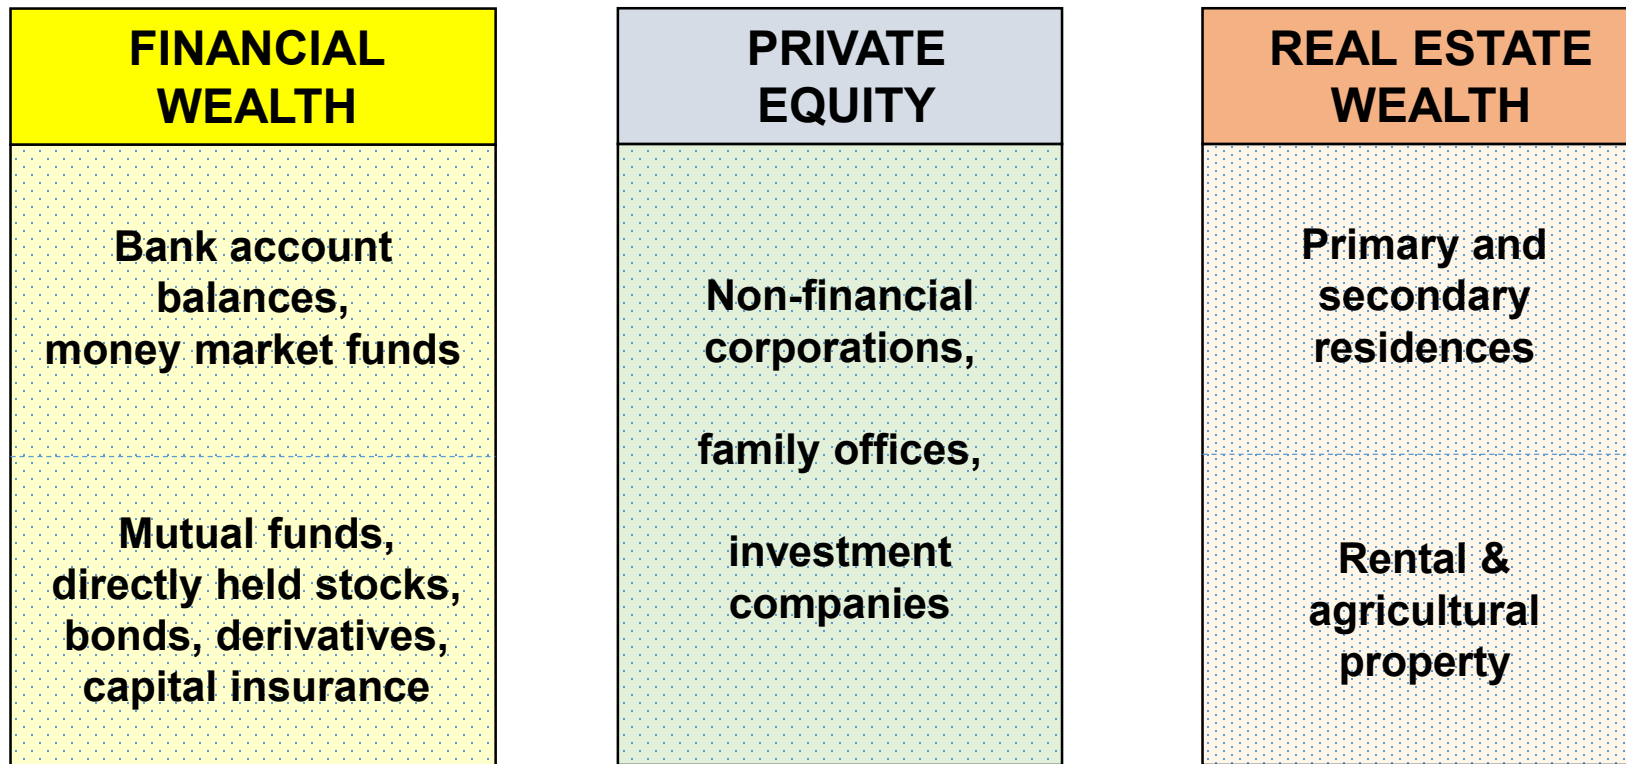 FINANCIAL
WEALTH
Bank account
balances,
money market funds
Mutual funds,
directly held stocks,
bonds, derivatives,
capital insurance
PRIVATE
EQUITY
Non-financial
corporations,
family offices,
investment
companies
REAL ESTATE
WEALTH
Primary and
secondary
residences
Rental &
agricultural
property